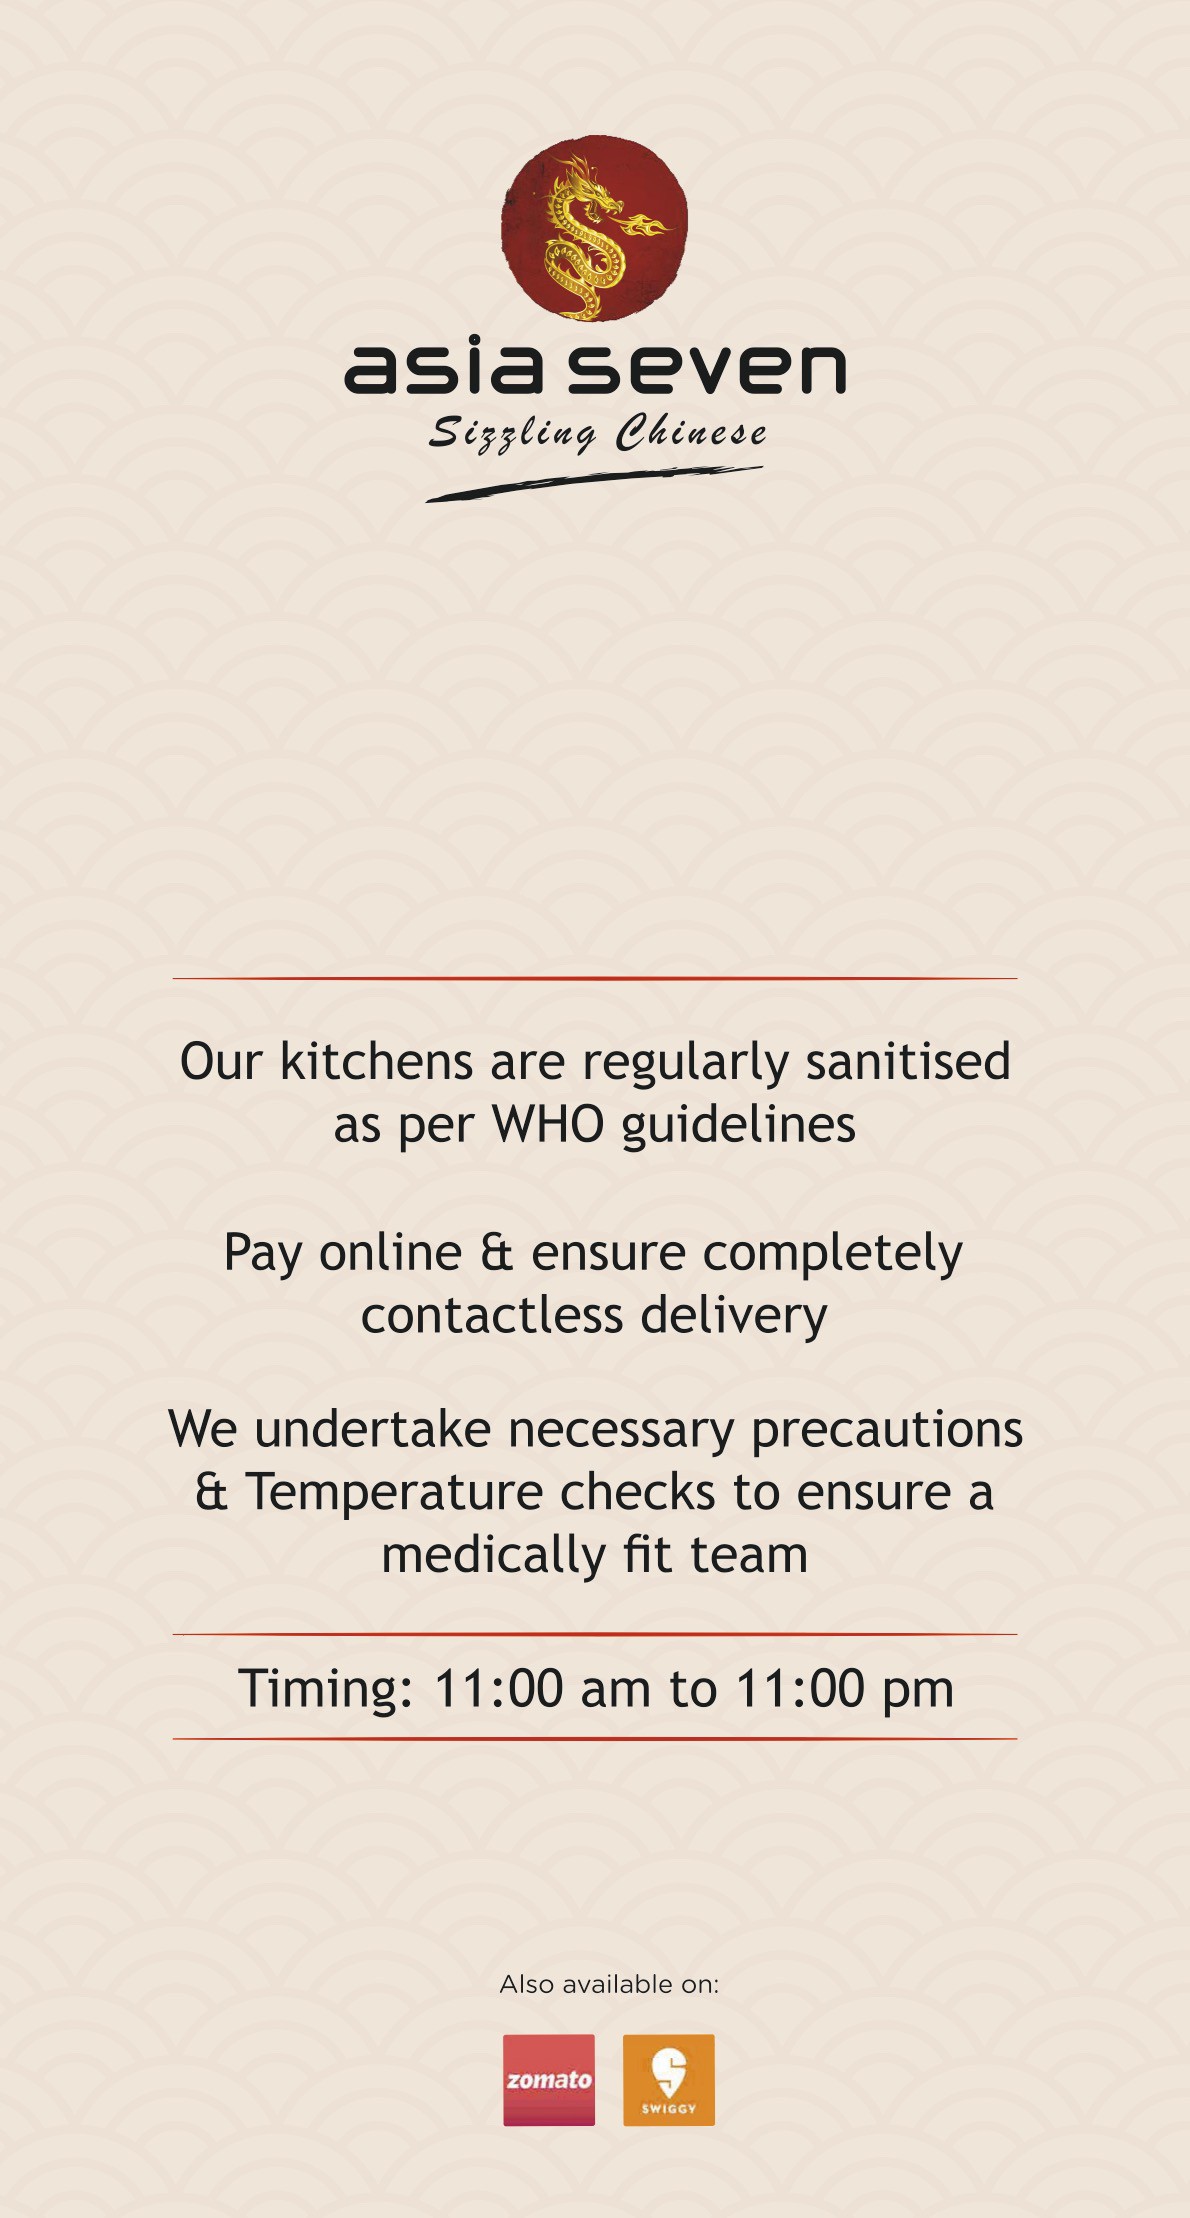 asia seven
Sizzling Chinese
Our kitchens are regularly sanitised
as per WHO guidelines
Pay online & ensure completely
contactless delivery
We undertake necessary precautions
& Temperature checks to ensure a
medically fit team
Timing: 11:00 am to 11:00 pm
Also available on:
zomato
SWIGGY